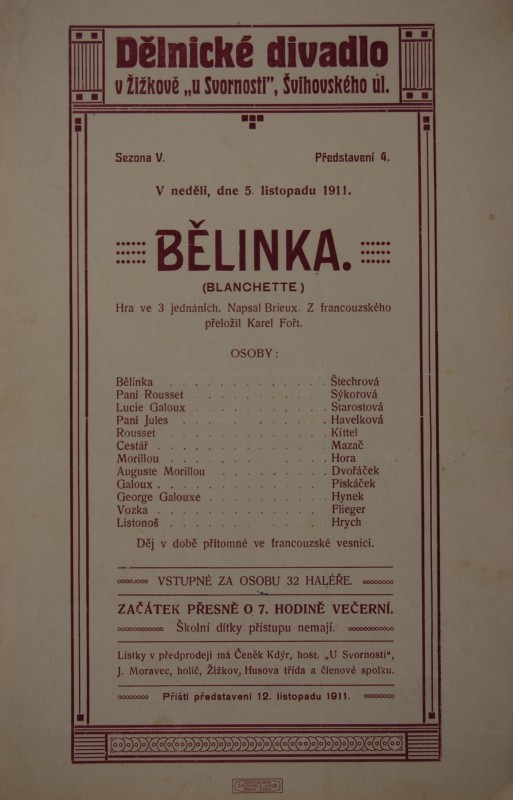 Dělnické divadlo
v Žižkově „u Svornosti", Švihovského úl.
Sezona V. Představení 4.
V neděli, dne 5. listopadu 1911.
BĚLINKA.
(BLANCHETTE)
Hra ve 3 jednáních. Napsal Brieux. Z francouzského
přeložil Karel Fořt.
OSOBY:
Bělinka . . . . . . . . . . . . Štechrová
Paní Rousset . . . . . . . . . . Sýkorová
Lucie Galoux . . . . . . . . . . Starostová
Paní Jules . . . . . . . . . . . Havelková
Rousset . . . . . . . . . . . . Kittel
Cestář . . . . . . . . . . . . Mazač
Morillou . . . . . . . . . . . . Hora
Auguste Morillou . . . . . . . . Dvořáček
Galoux . . . . . . . . . . . . Piskáček
George Galouxe . . . . . . . . . Hynek
Vozka . . . . . . . . . . . . Flieger
Listonoš . . . . . . . . . . . Hrych
Děj v době přítomné ve francouzské vesnici.
VSTUPNÉ ZA OSOBU 32 HALÉŘE.
ZAČÁTEK PŘESNĚ O 7. HODINĚ VEČERNÍ.
Školní dítky přístupu nemají.
Lístky v předprodeji má Čeněk Kdýr, host. „U Svornosti",
J. Moravec, holič, Žižkov, Husova třída a členové spolku.
Příští představení 12. listopadu 1911.